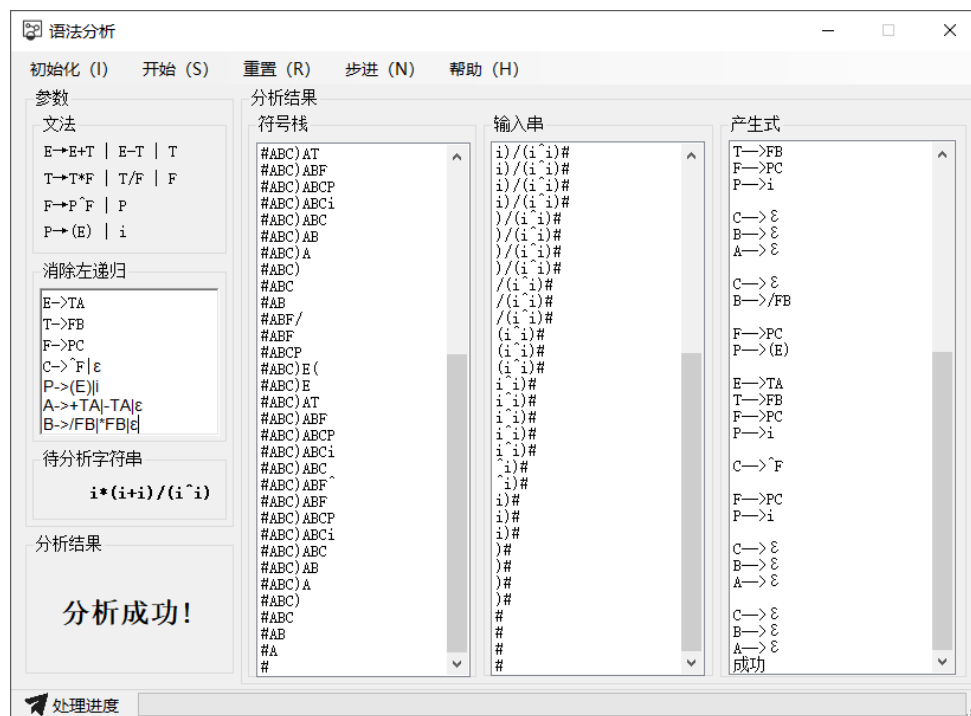 语法分析
初始化 (I) 开始 (S) 重置 (R) 步进 (N) 帮助 (H)
参数
文法
E→E+T | E-T | T
T→T*F | T/F | F
F→P^F | P
P→(E) | i
消除左递归
E->TA
T->FB
F->PC
C->^F|ε
P->(E)|i
A->+TA|-TA|ε
B->/FB|*FB|ε
待分析字符串
i*(i+i)/(i^i)
分析结果
分析成功!
分析结果
符号栈
#ABC)AT
#ABC)ABF
#ABC)ABCP
#ABC)ABCi
#ABC)ABC
#ABC)AB
#ABC)A
#ABC)
#ABC
#AB
#ABF/
#ABF
#ABCP
#ABC)E(
#ABC)E
#ABC)AT
#ABC)ABF
#ABC)ABCP
#ABC)ABCi
#ABC)ABC
#ABC)ABF^
#ABC)ABF
#ABC)ABCP
#ABC)ABCi
#ABC)ABC
#ABC)AB
#ABC)A
#ABC)
#ABC
#AB
#A
#
输入串
i)/(i^i)#
i)/(i^i)#
i)/(i^i)#
i)/(i^i)#
)/(i^i)#
)/(i^i)#
)/(i^i)#
)/(i^i)#
/(i^i)#
/(i^i)#
/(i^i)#
(i^i)#
(i^i)#
(i^i)#
i^i)#
i^i)#
i^i)#
i^i)#
i^i)#
^i)#
^i)#
i)#
i)#
i)#
)#
)#
)#
)#
#
#
#
#
产生式
T—>FB
F—>PC
P—>i
C—>ε
B—>ε
A—>ε
C—>ε
B—>/FB
F—>PC
P—>(E)
E—>TA
T—>FB
F—>PC
P—>i
C—>^F
F—>PC
P—>i
C—>ε
B—>ε
A—>ε
C—>ε
B—>ε
A—>ε
成功
处理进度